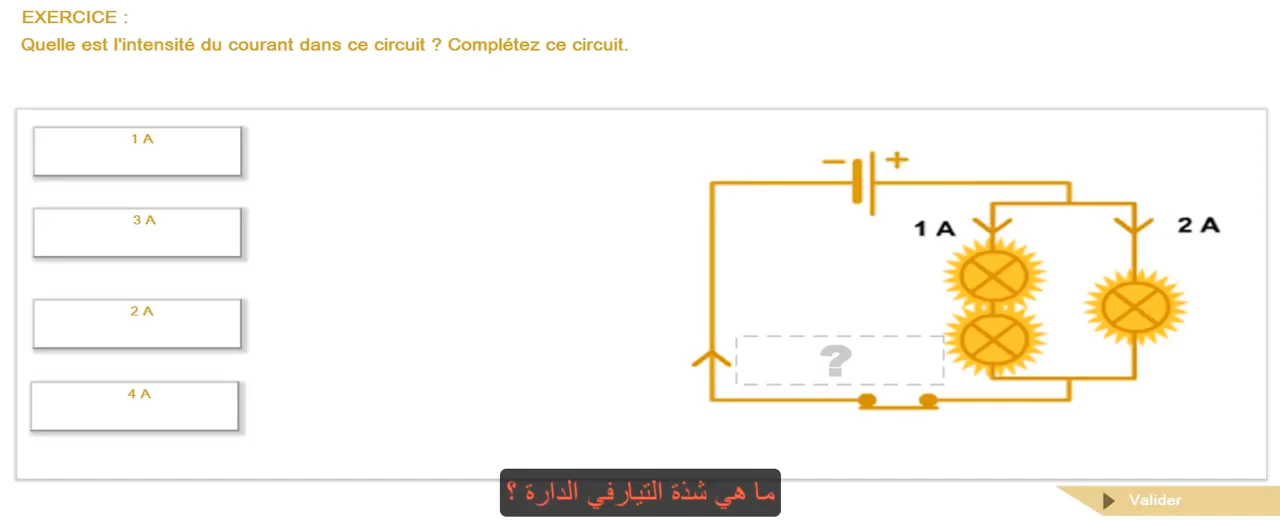 EXERCICE :
Quelle est l'intensité du courant dans ce circuit ? Complétez ce circuit.
1 A
3 A
2 A
4 A
− +
1 A
2 A
?
ما هي شذة التيارفي الدارة ؟
Valider